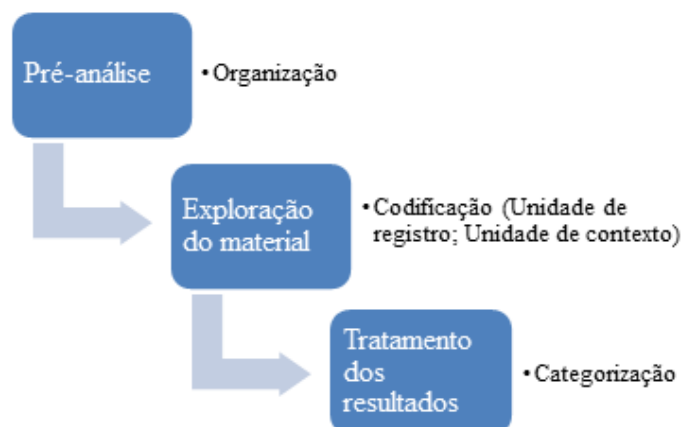 Pré-análise
• Organização
Exploração
do material
• Codificação (Unidade de
registro; Unidade de contexto)
Tratamento
dos
resultados
• Categorização